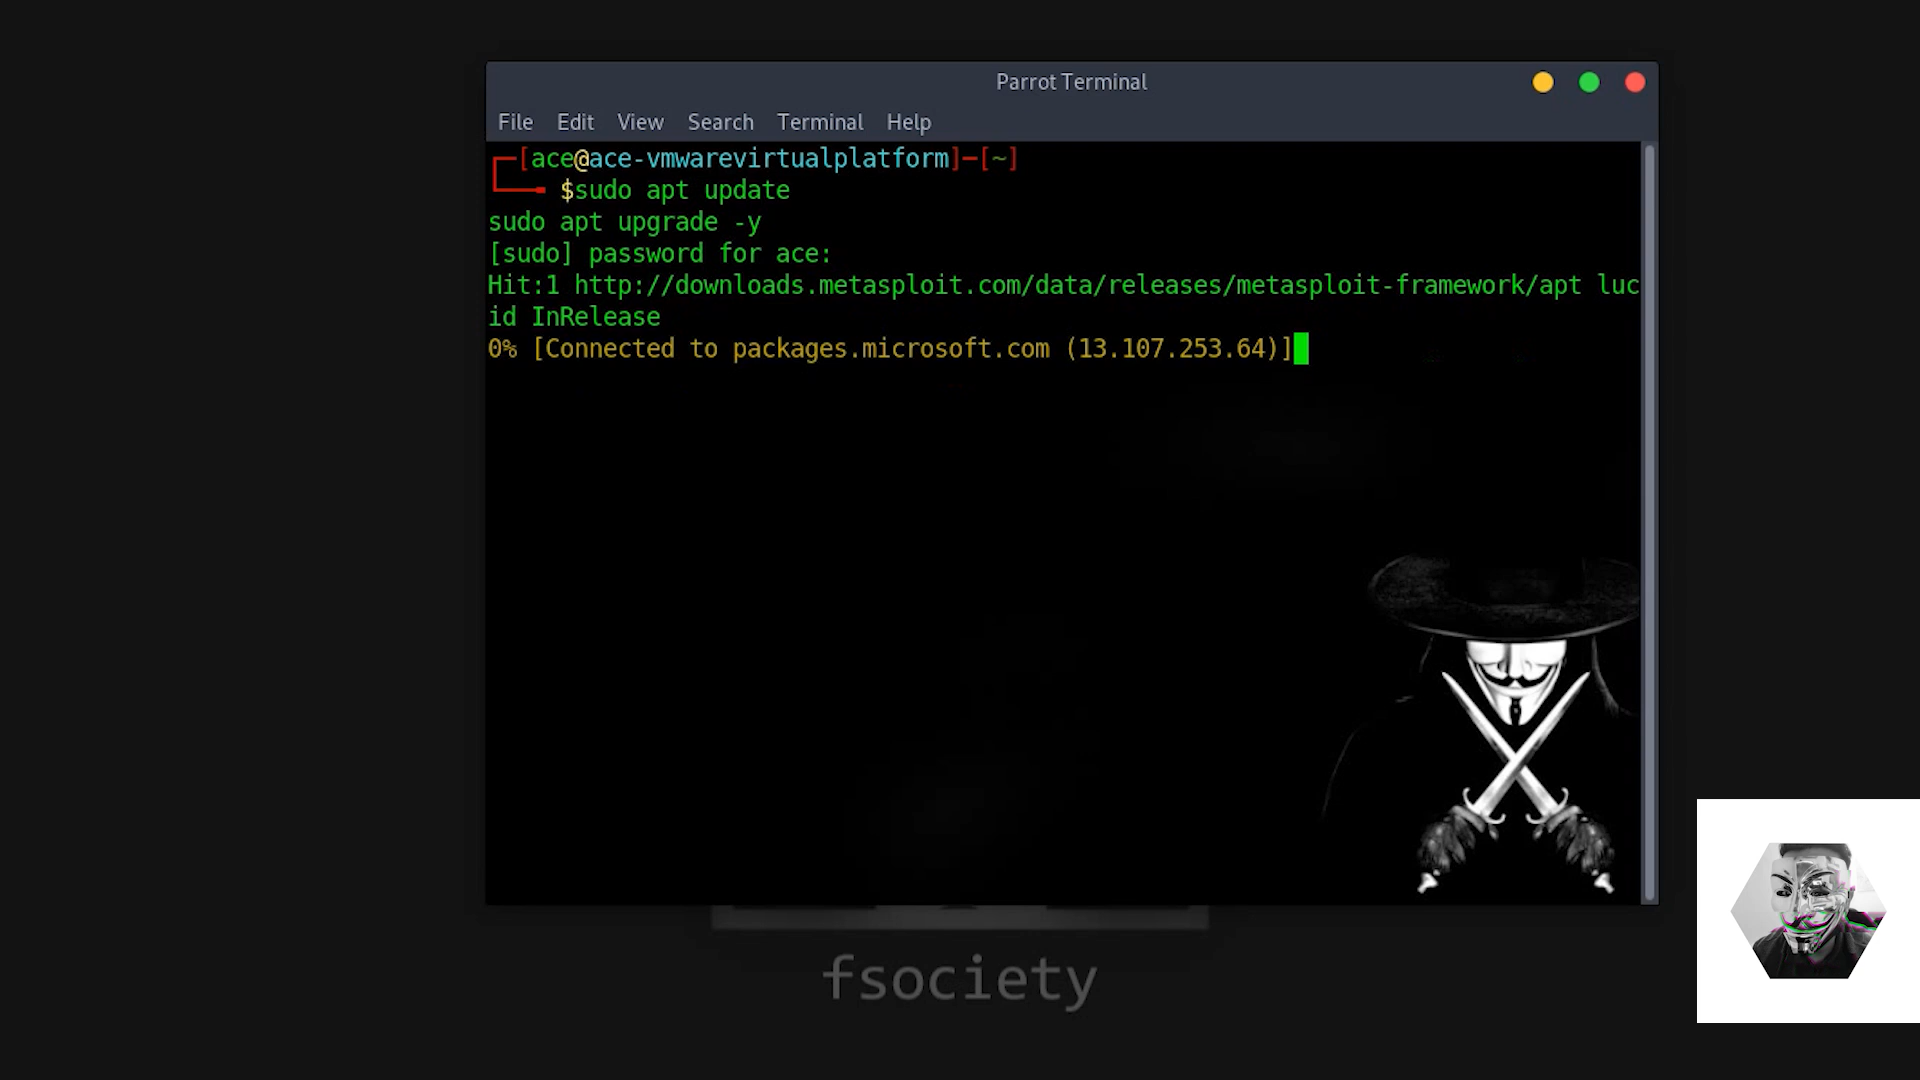 Parrot Terminal
File Edit View Search Terminal Help
┌─[ace@ace-vmwarevirtualplatform]─[~]
└──╼ $sudo apt update
sudo apt upgrade -y
[sudo] password for ace:
Hit:1 http://downloads.metasploit.com/data/releases/metasploit-framework/apt luc
id InRelease
0% [Connected to packages.microsoft.com (13.107.253.64)]
fsociety